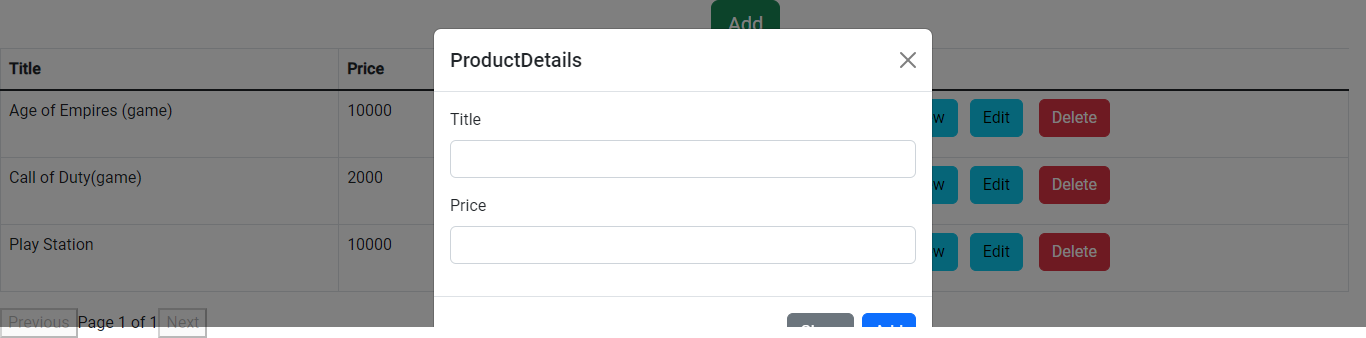 Add
ProductDetails
Title Price
Age of Empires (game) 10000 Edit Delete
Call of Duty(game) 2000 Edit Delete
Play Station 10000 Edit Delete
Title
Price
Previous Page 1 of 1 Next
Add